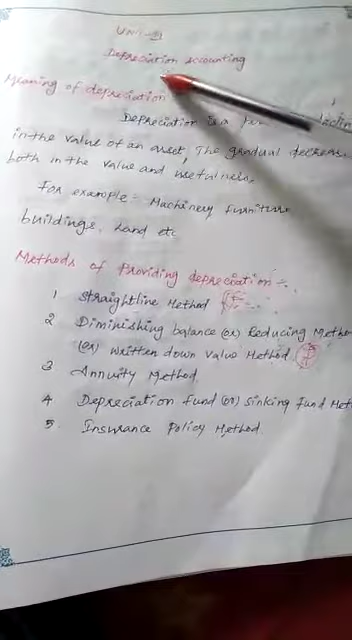 Unit-III
Depreciation accounting
Meaning of depreciation
Depreciation is a
in the value of an asset, The gradual decrease
both in the value and usefulness,
For example = Machinery furniture
buildings, Land etc
Methods of Providing depreciation :-
1 Straightline Method
2 Diminishing balance (or) Reducing Metho
(or) written down value Method
3 Annuity Method.
4 Depreciation Fund (or) Sinking fund Met
5. Insurance Policy Method.